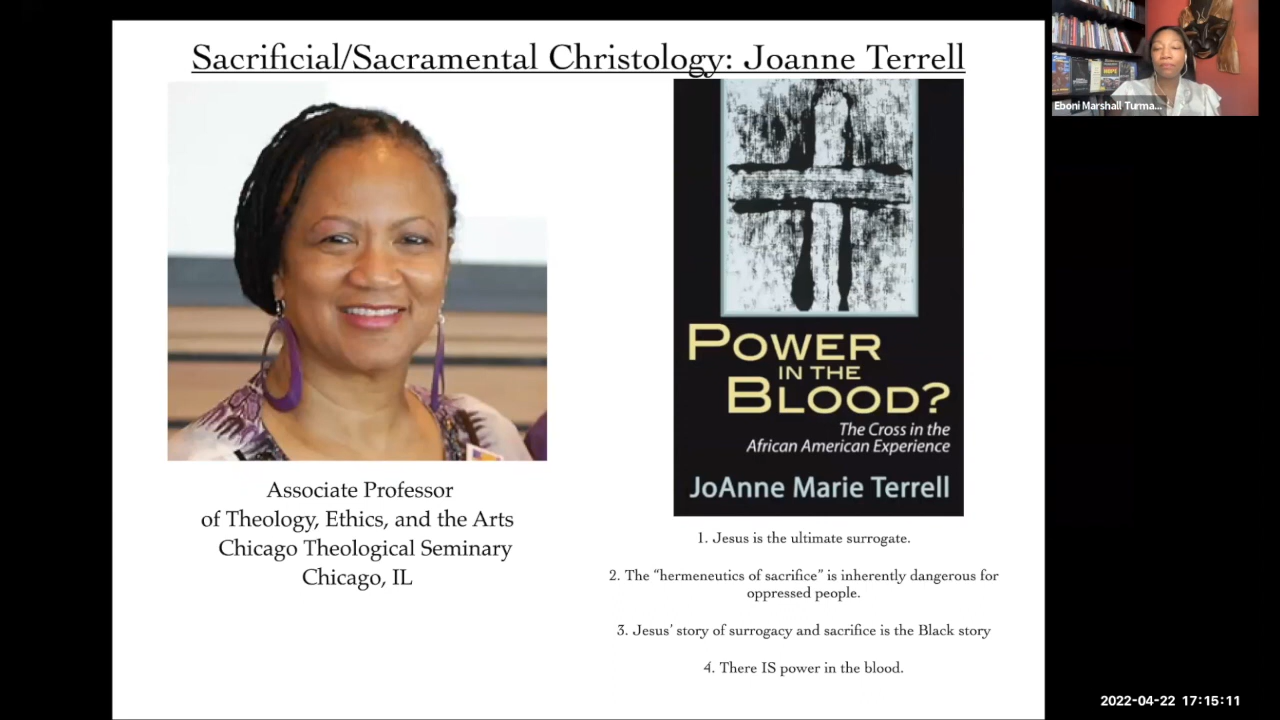 Sacrificial/Sacramental Christology: Joanne Terrell
Eboni Marshall Turma...
POWER
IN THE
BLOOD?
The Cross in the
African American Experience
JoAnne Marie Terrell
Associate Professor
of Theology, Ethics, and the Arts
Chicago Theological Seminary
Chicago, IL
1. Jesus is the ultimate surrogate.
2. The “hermeneutics of sacrifice” is inherently dangerous for
oppressed people.
3. Jesus’ story of surrogacy and sacrifice is the Black story
4. There IS power in the blood.
2022-04-22 17:15:11